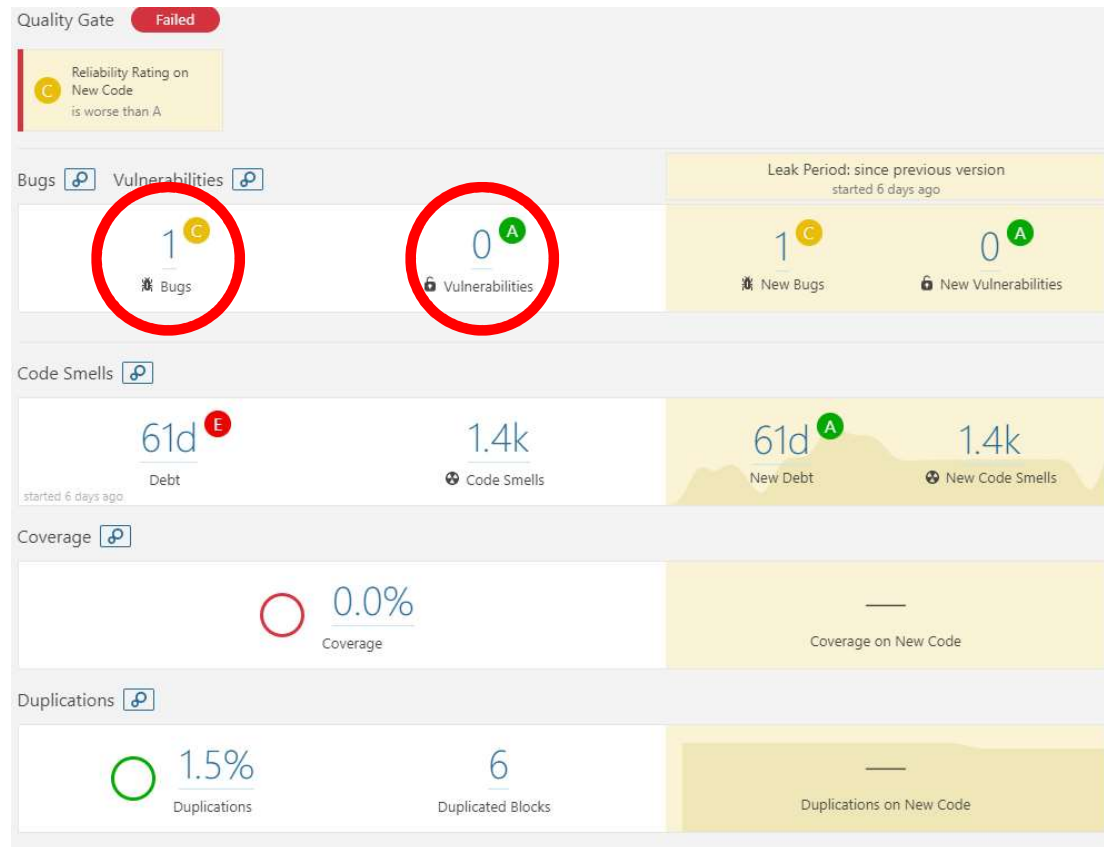 Quality Gate Failed
C
Reliability Rating on
New Code
is worse than A
Bugs Vulnerabilities
Leak Period: since previous version
started 6 days ago
1 C
Bugs
0 A
Vulnerabilities
1 C
New Bugs
0 A
New Vulnerabilities
Code Smells
61d E
Debt
started 6 days ago
1.4k
Code Smells
61d A
New Debt
1.4k
New Code Smells
Coverage
0.0%
Coverage
—
Coverage on New Code
Duplications
1.5%
Duplications
6
Duplicated Blocks
—
Duplications on New Code